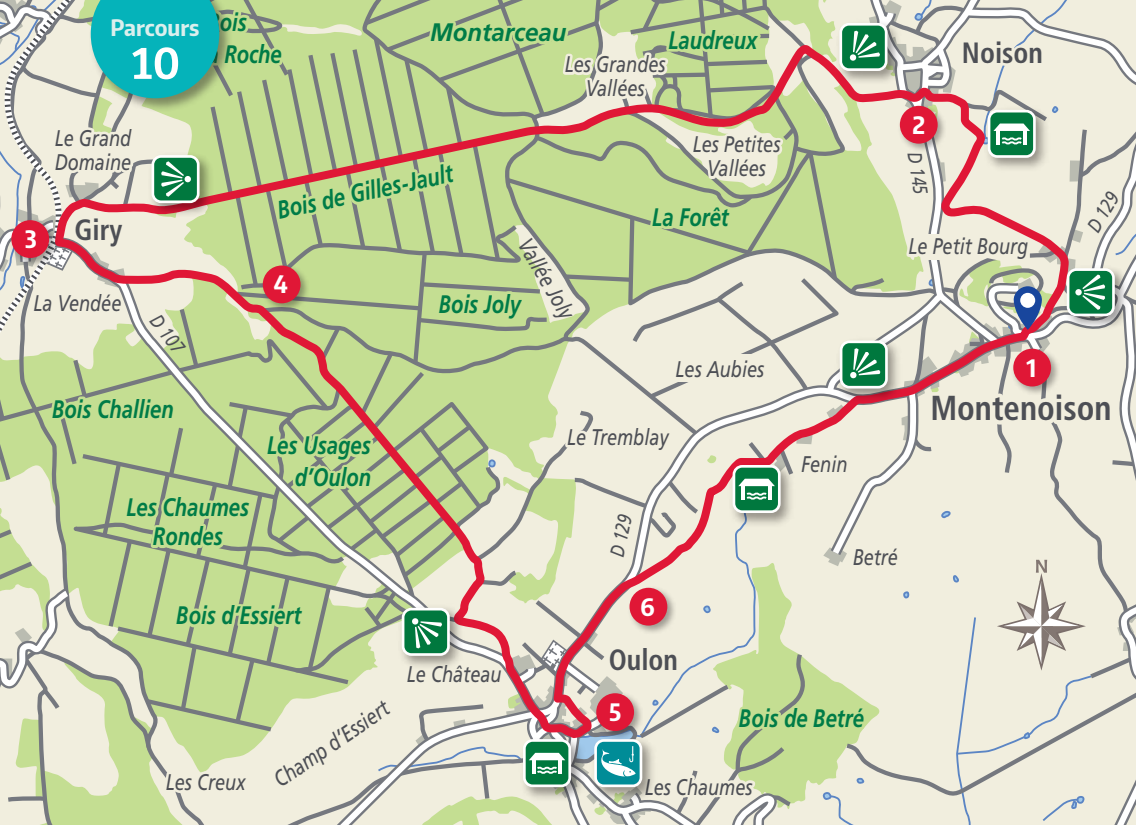 Parcours
10
Bois
Roche
Montarceau
Laudreux
Les Grandes
Vallées
Noison
2
Le Grand
Domaine
Les Petites
Vallées
D 145
Bois de Gilles-Jault
La Forêt
D 129
3
Giry
Le Petit Bourg
Vallée Joly
La Vendée
4
Bois Joly
D 107
Les Aubies
1
Montenoison
Bois Challien
Les Usages
d'Oulon
Le Tremblay
Fenin
Les Chaumes
Rondes
D 129
Betré
N
6
Bois d'Essiert
Oulon
Le Château
5
Bois de Betré
Champ d'Essiert
Les Creux
Les Chaumes